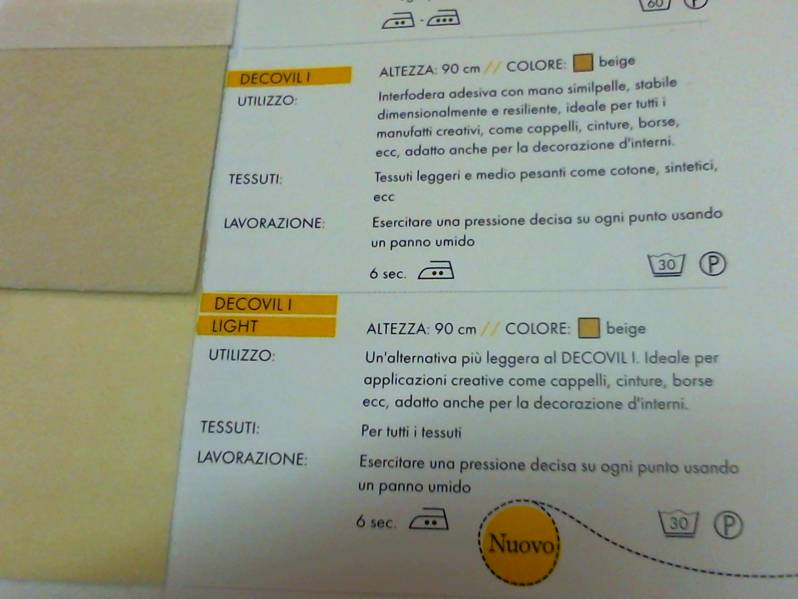 60 P
DECOVIL I
ALTEZZA: 90 cm // COLORE: beige
UTILIZZO:
Interfodera adesiva con mano similpelle, stabile
dimensionalmente e resiliente, ideale per tutti i
manufatti creativi, come cappelli, cinture, borse,
ecc, adatto anche per la decorazione d'interni.
TESSUTI:
Tessuti leggeri e medio pesanti come cotone, sintetici,
ecc
LAVORAZIONE:
Esercitare una pressione decisa su ogni punto usando
un panno umido
6 sec. 30 P
DECOVIL I
LIGHT
ALTEZZA: 90 cm // COLORE: beige
UTILIZZO:
Un'alternativa più leggera al DECOVIL I. Ideale per
applicazioni creative come cappelli, cinture, borse
ecc, adatto anche per la decorazione d'interni.
TESSUTI:
Per tutti i tessuti
LAVORAZIONE:
Esercitare una pressione decisa su ogni punto usando
un panno umido
6 sec. 30 P
Nuovo